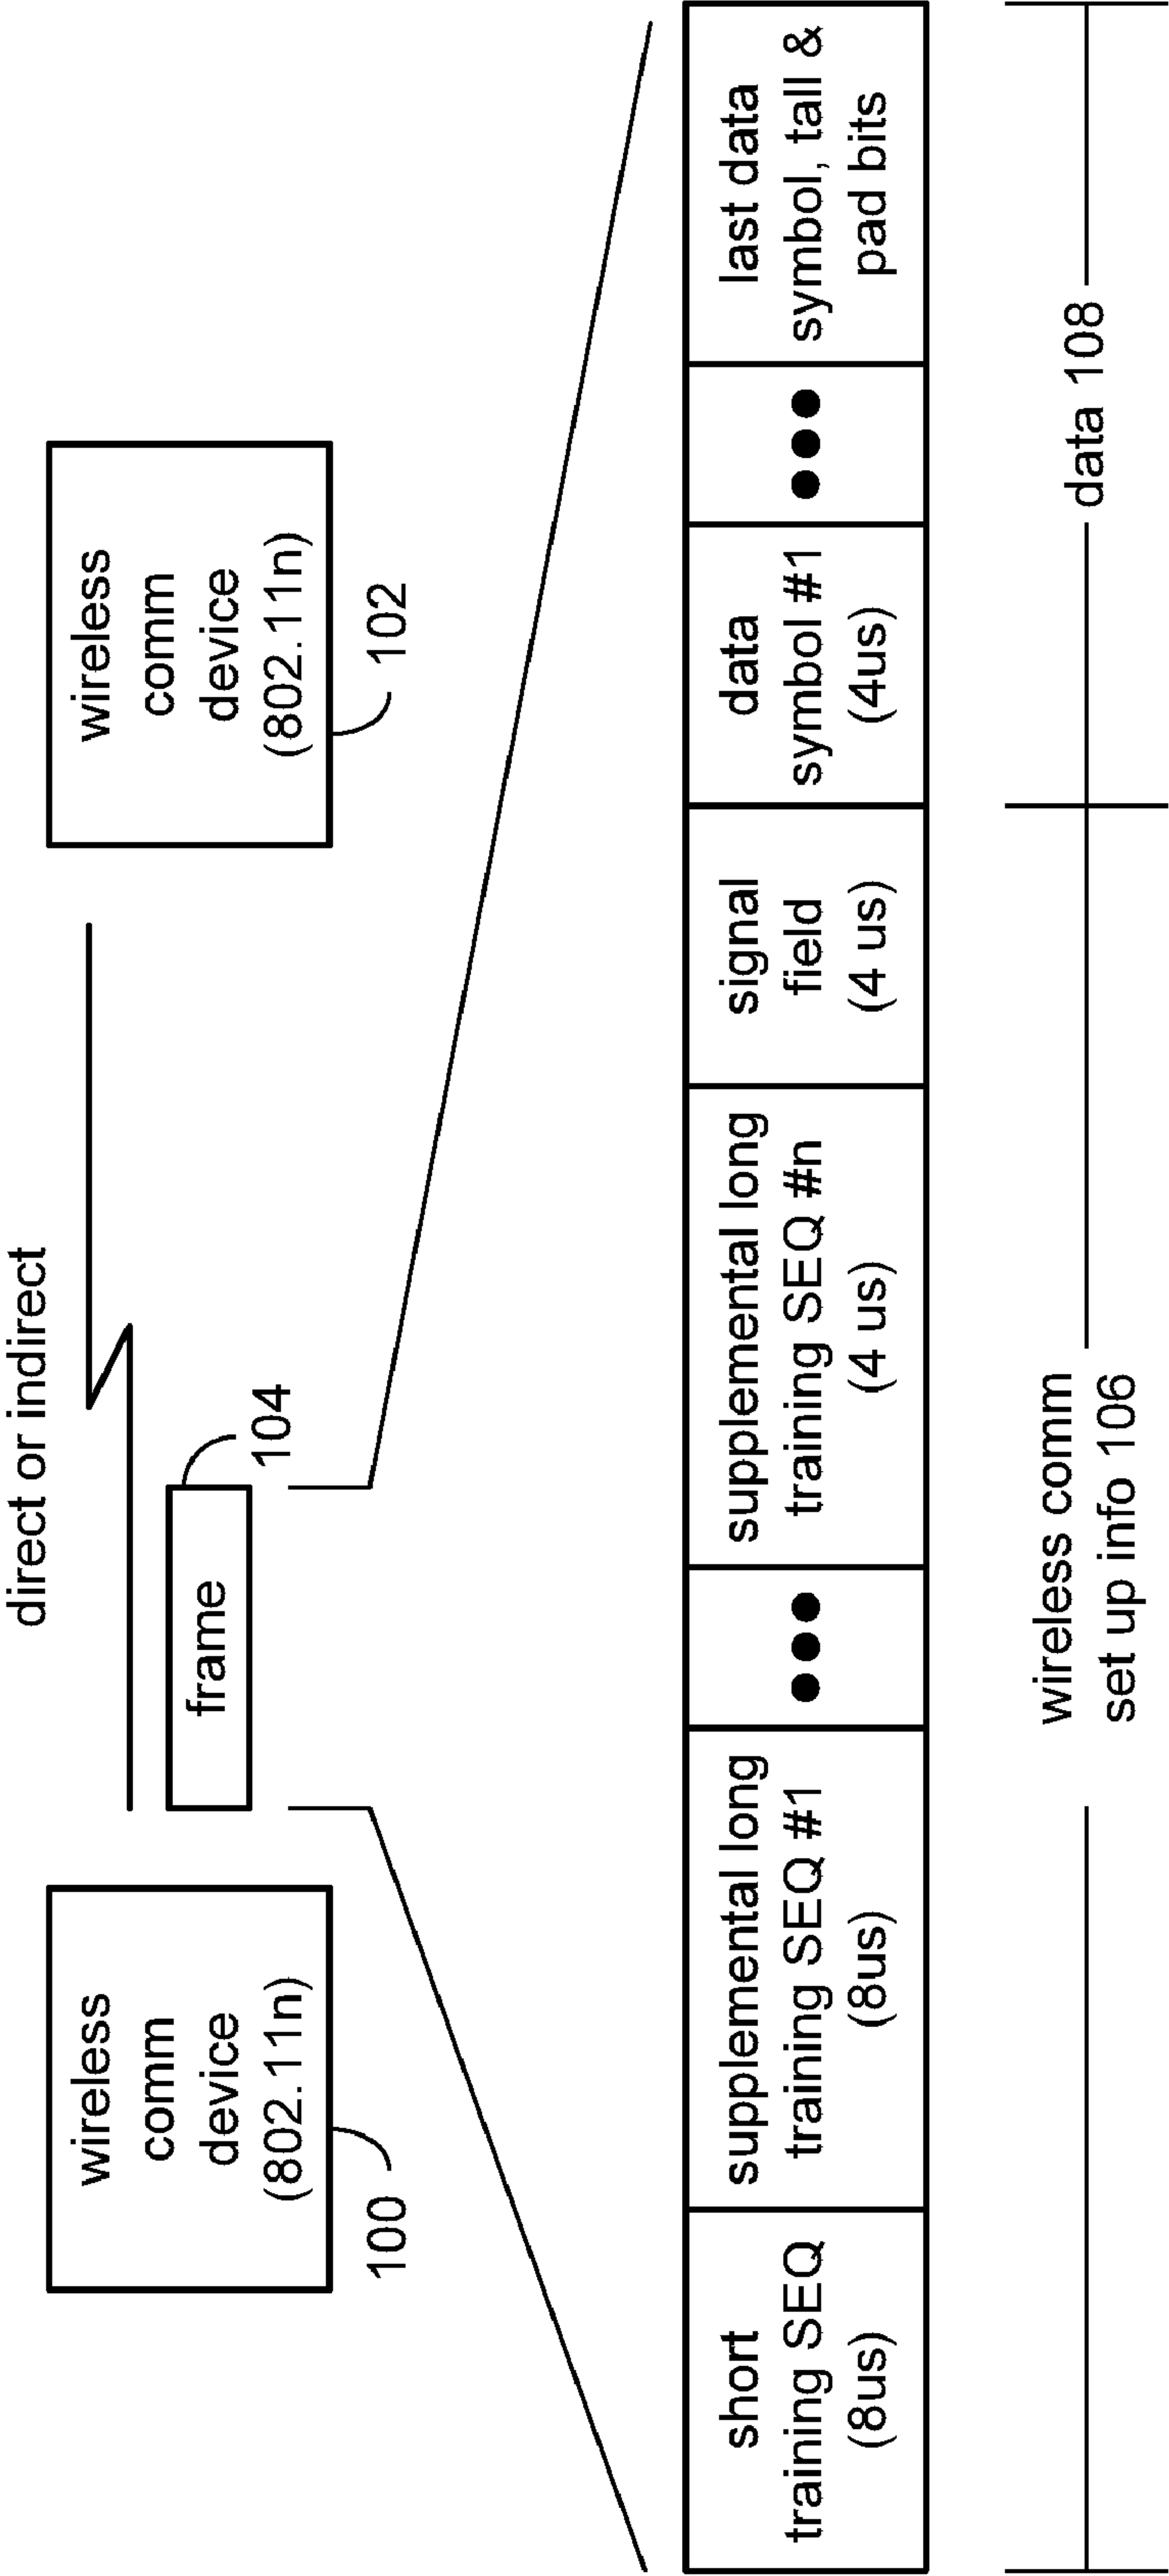 direct or indirect
wireless
comm
device
(802.11n)
100
frame
104
wireless
comm
device
(802.11n)
102
short
training SEQ
(8us)
supplemental long
training SEQ #1
(8us)
supplemental long
training SEQ #n
(4 us)
signal
field
(4 us)
data
symbol #1
(4us)
last data
symbol, tall &
pad bits
wireless comm
set up info 106
data 108